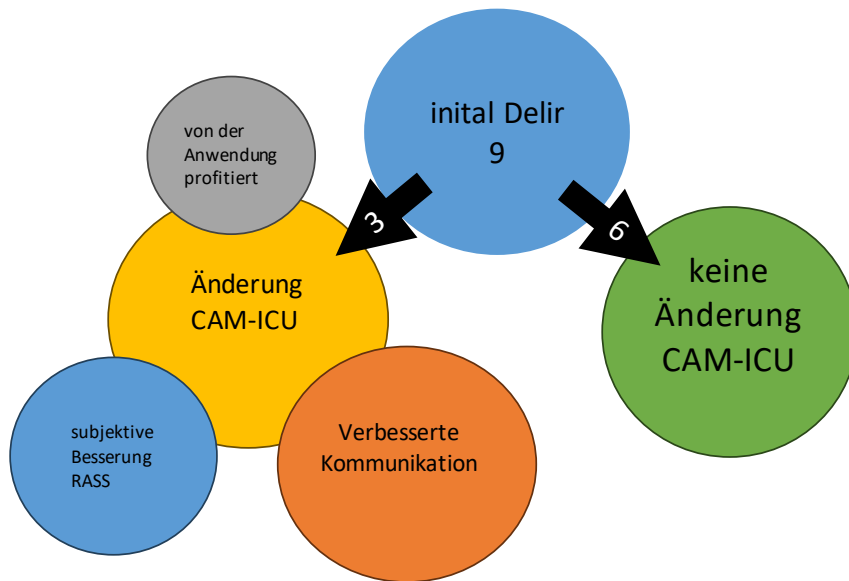 inital Delir
9
von der
Anwendung
profitiert
3
6
Änderung
CAM-ICU
keine
Änderung
CAM-ICU
subjektive
Besserung
RASS
Verbesserte
Kommunikation